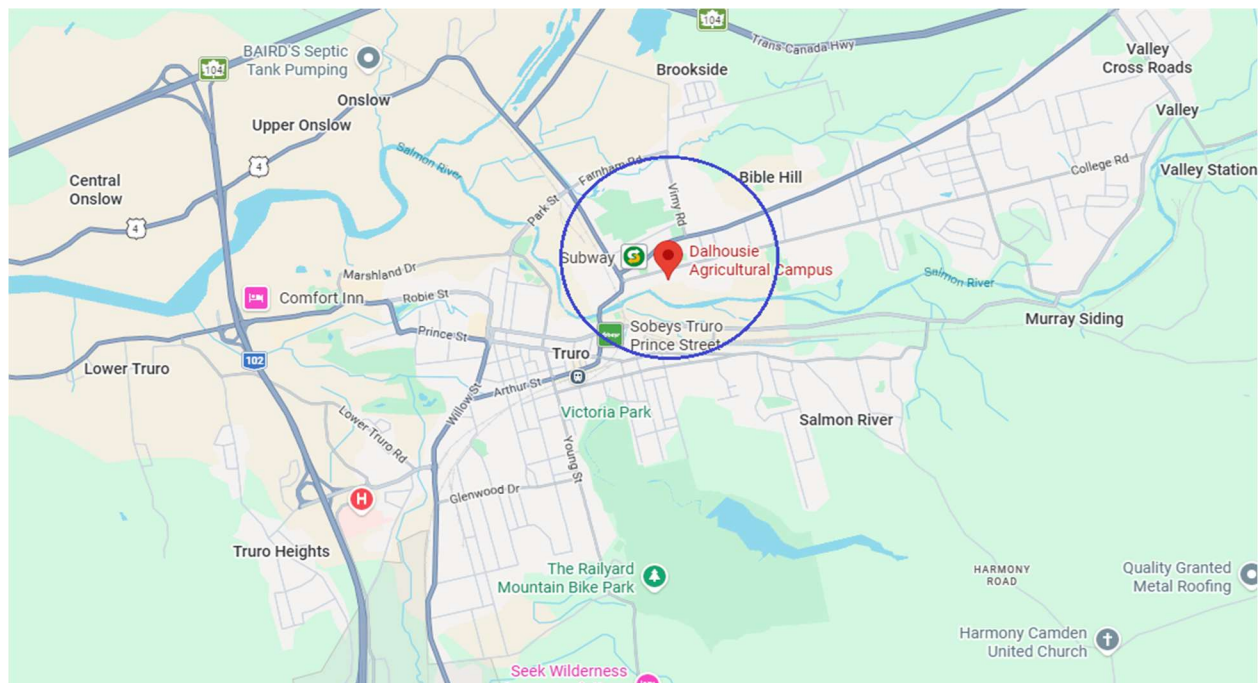 104
Trans Canada Hwy
BAIRD'S Septic
Tank Pumping
104
Brookside
Valley
Cross Roads
Onslow
Upper Onslow
Valley
4
Salmon River
Farnham Rd
College Rd
Central
Onslow
Bible Hill
Vimy Rd
Valley Station
Park St
4
Subway
Dalhousie
Agricultural Campus
Marshland Dr
Salmon River
Comfort Inn
Robie St
Sobeys Truro
Prince Street
Murray Siding
Prince St
Truro
102
Lower Truro
Arthur St
Willow St
Victoria Park
Salmon River
Lower Truro Rd
Young St
H
Glenwood Dr
Truro Heights
The Railyard
Mountain Bike Park
HARMONY
ROAD
Quality Granted
Metal Roofing
Harmony Camden
United Church
Seek Wilderness